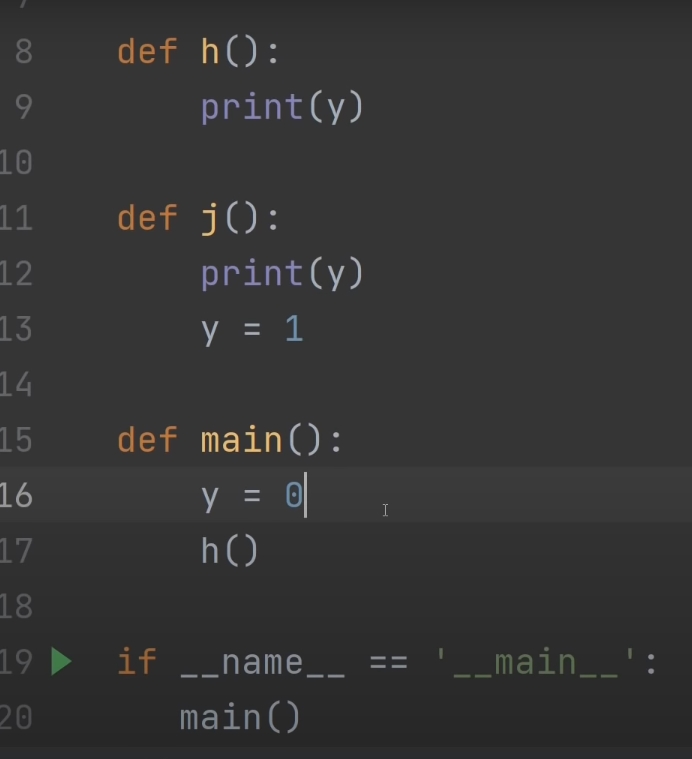 8 def h():
9     print(y)
10
11 def j():
12     print(y)
13     y = 1
14
15 def main():
16     y = 0
17     h()
18
19 if __name__ == '__main__':
20    main()